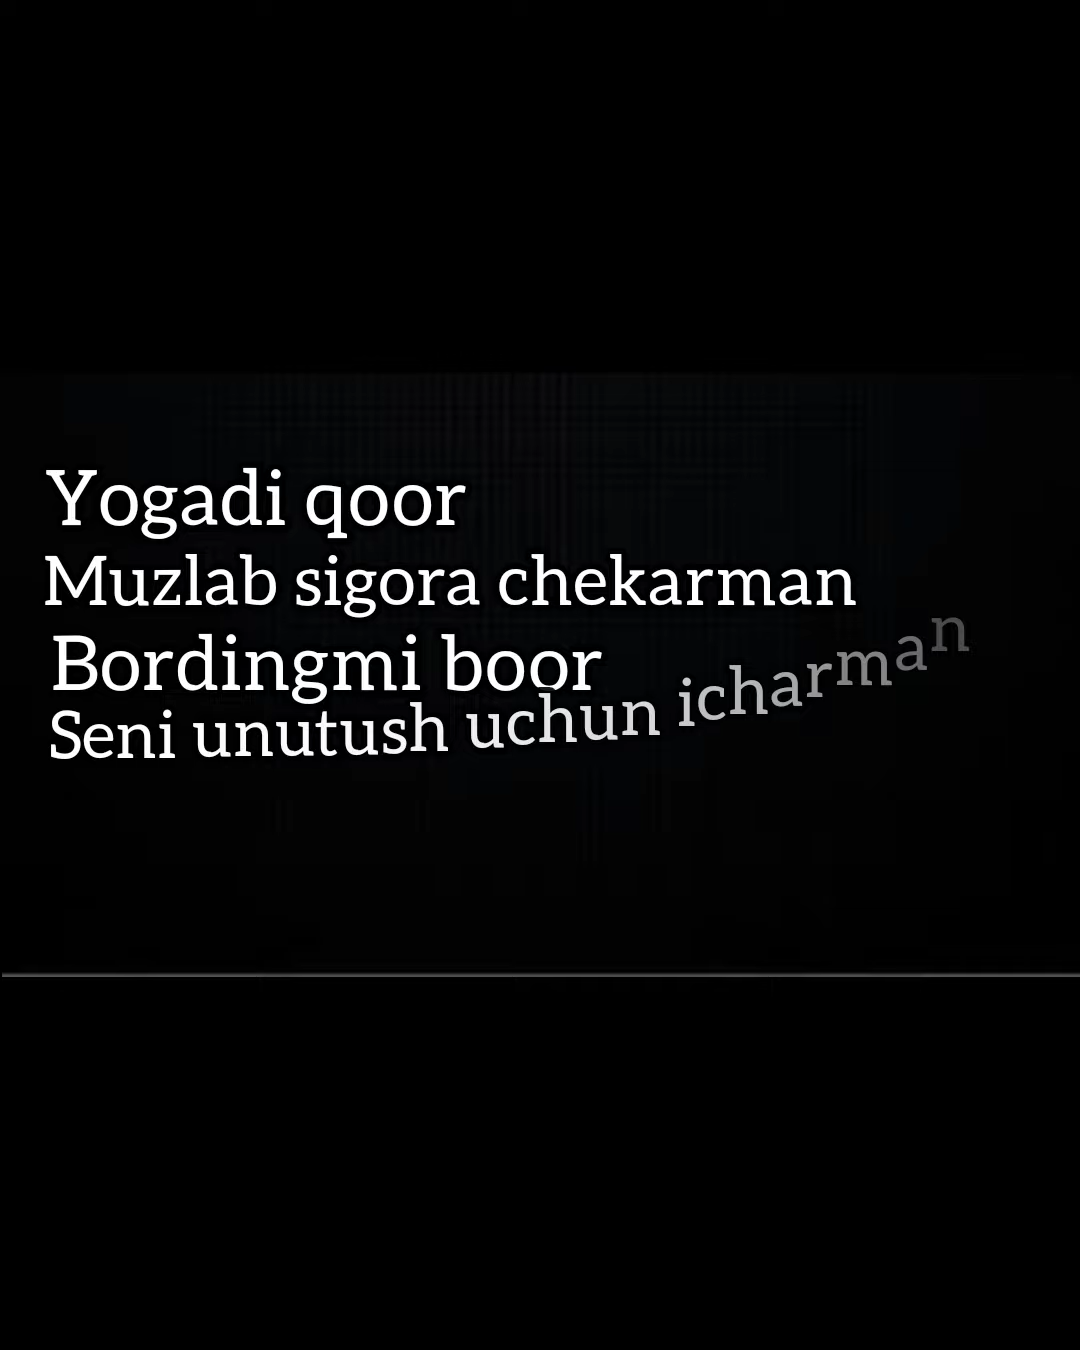 Yogadi qoor
Muzlab sigora chekarman
Bordingmi boor
Seni unutush uchun icharman